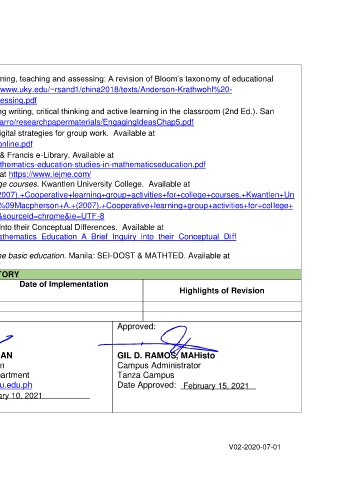 ning, teaching and assessing: A revision of Bloom's taxonomy of educational
www.uky.edu/~rsand1/china2018/texts/Anderson-Krathwohl%20-
essing.pdf
ng writing, critical thinking and active learning in the classroom (2nd Ed.). San
arro/researchpapermaterials/EngagingIdeasChap5.pdf
igital strategies for group work. Available at
online.pdf
& Francis e-Library. Available at
thematics-education-studies-in-mathematicseducation.pdf
at https://www.iejme.com/
ge courses. Kwantlen University College. Available at
2007).+Cooperative+learning+group+activities+for+college+courses.+Kwantlen+Un
%09Macpherson+A.+(2007).+Cooperative+learning+group+activities+for+college+
&sourceid=chrome&ie=UTF-8
Into their Conceptual Differences. Available at
athematics_Education_A_Brief_Inquiry_into_their_Conceptual_Diff
he basic education. Manila: SEI-DOST & MATHTED. Available at
TORY
Date of Implementation
Highlights of Revision
Approved:
AN
GIL D. RAMOS, MAHisto
n
Campus Administrator
partment
Tanza Campus
u.edu.ph
Date Approved: February 15, 2021
ary 10, 2021
V02-2020-07-01